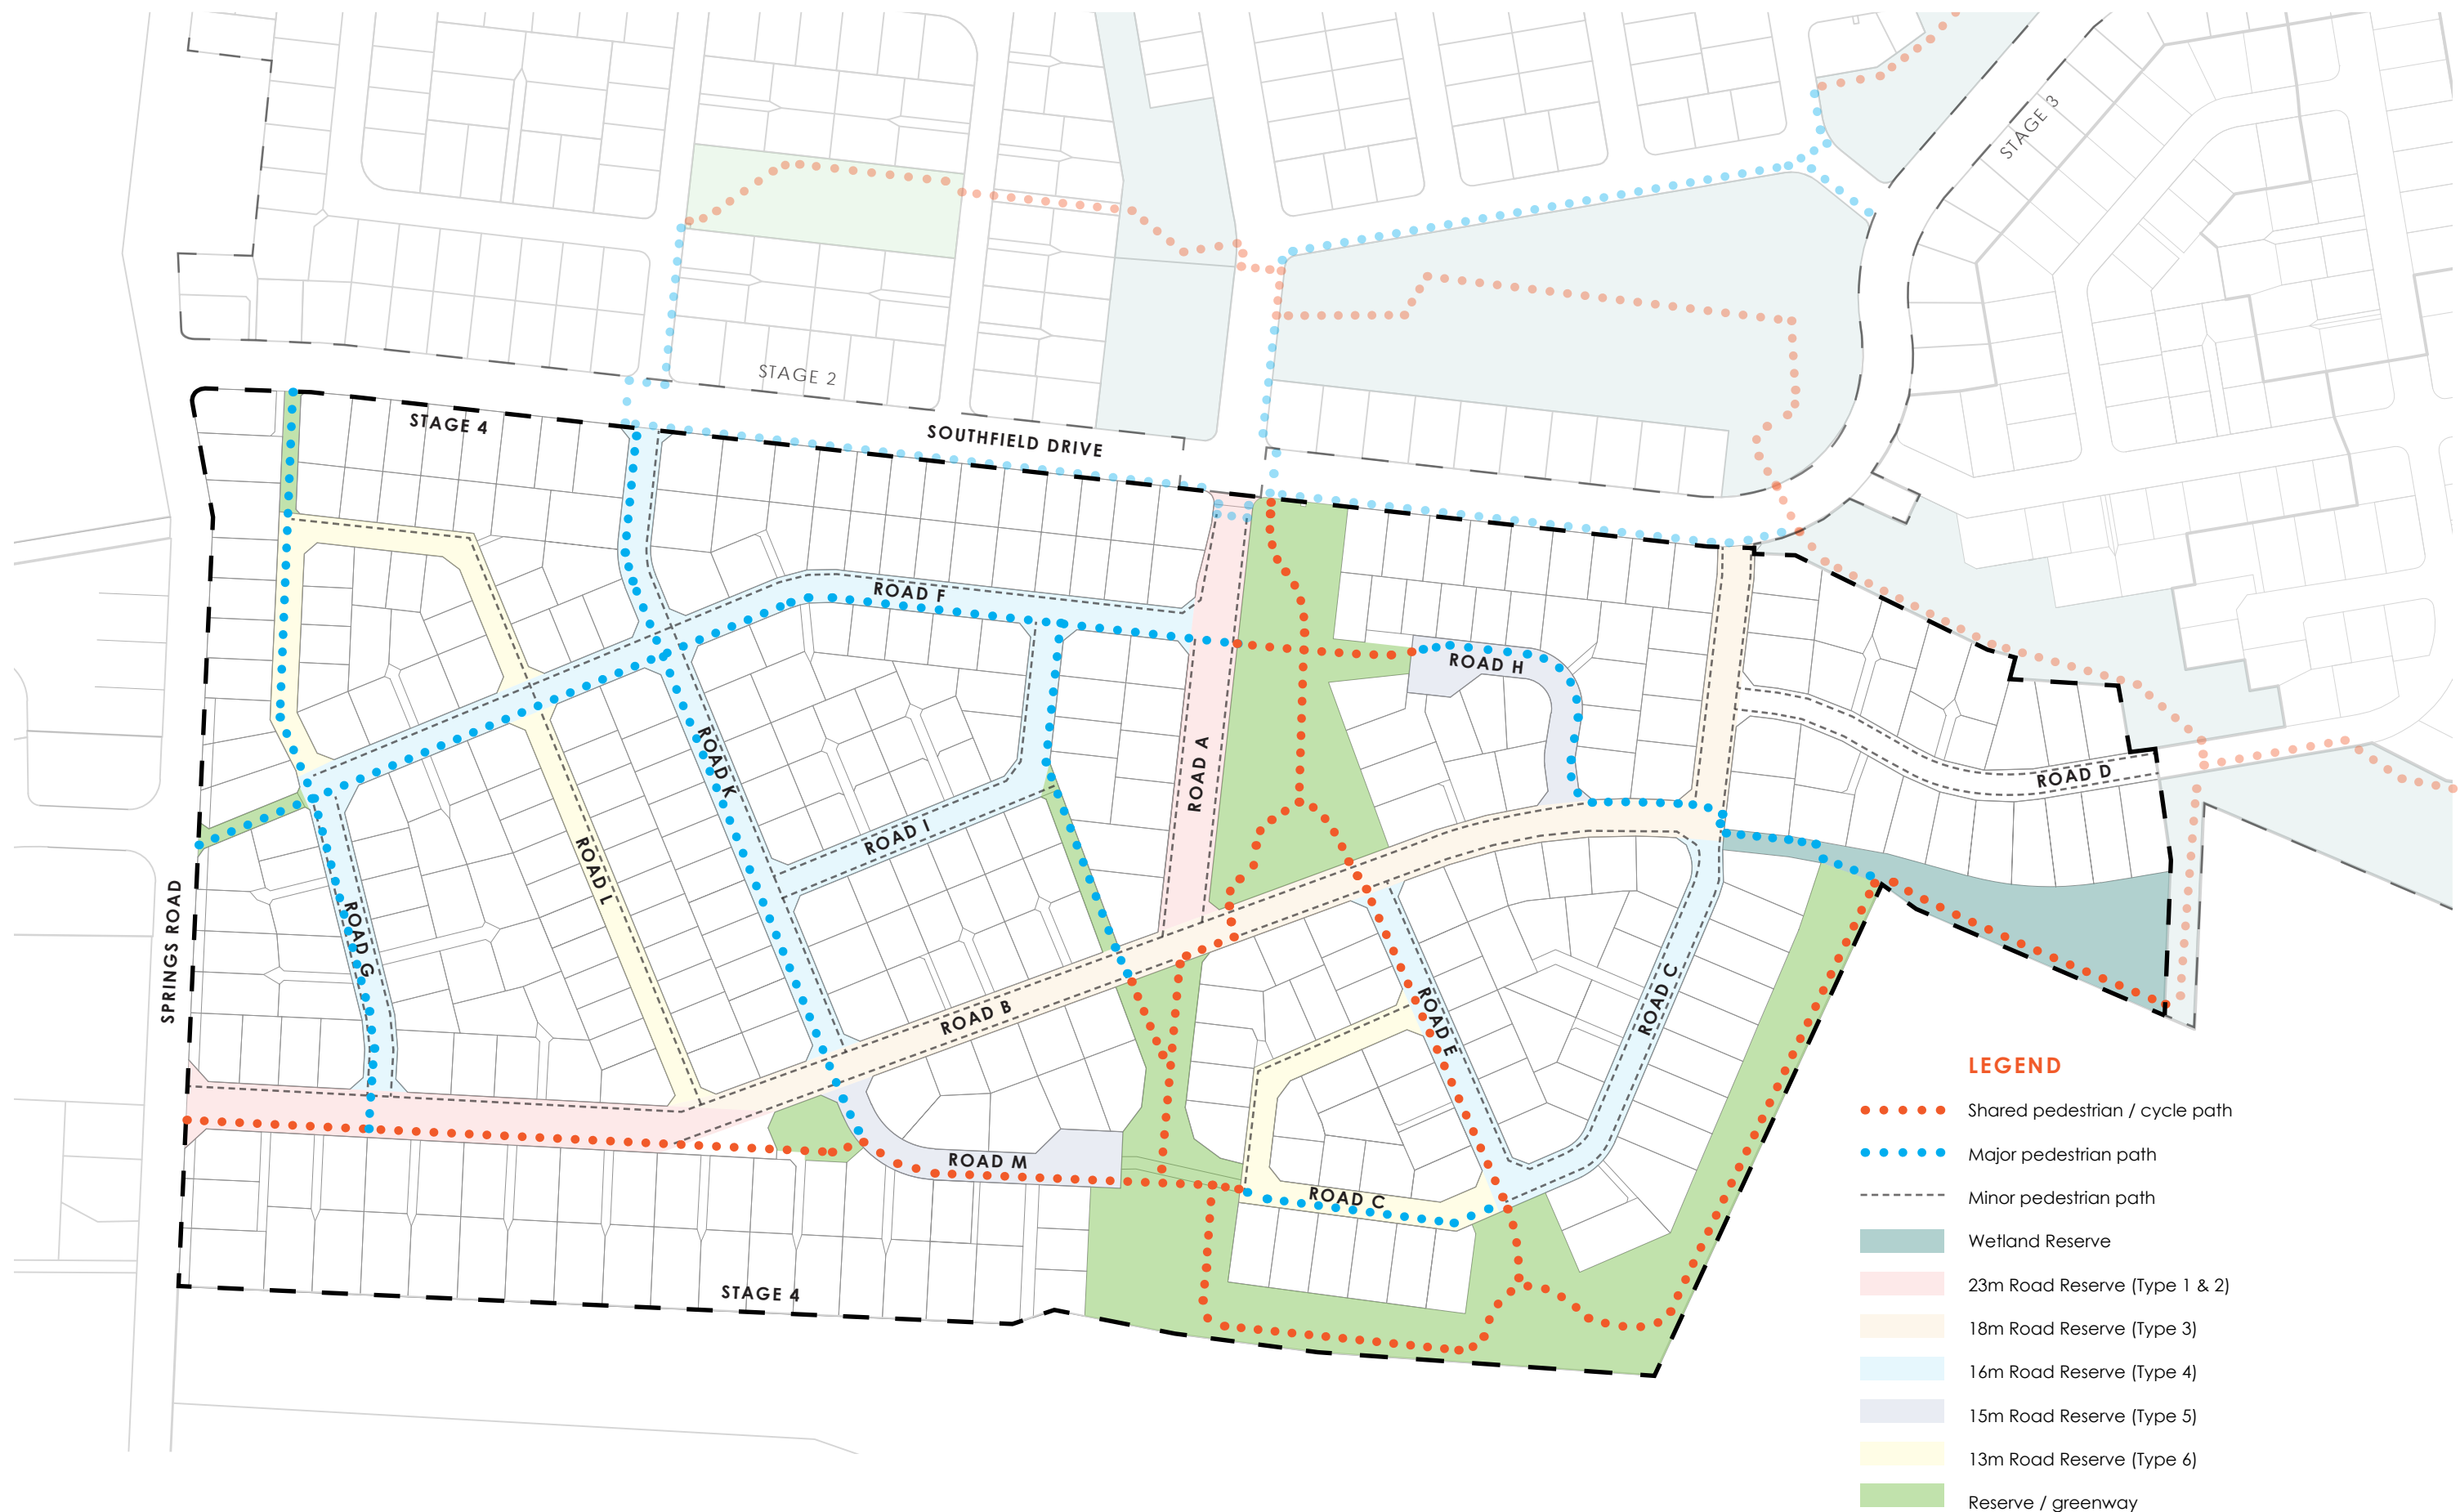 STAGE 3
STAGE 2
STAGE 4
SOUTHFIELD DRIVE
ROAD F
ROAD H
ROAD K
ROAD A
ROAD D
ROAD I
ROAD L
ROAD G
SPRINGS ROAD
ROAD B
ROAD E
ROAD C
ROAD M
ROAD C
STAGE 4
LEGEND
Shared pedestrian / cycle path
Major pedestrian path
Minor pedestrian path
Wetland Reserve
23m Road Reserve (Type 1 & 2)
18m Road Reserve (Type 3)
16m Road Reserve (Type 4)
15m Road Reserve (Type 5)
13m Road Reserve (Type 6)
Reserve / greenway